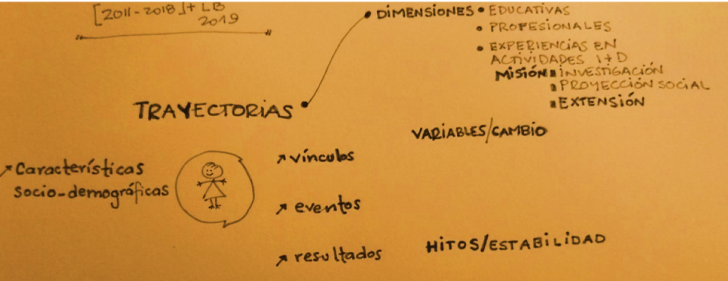 [2011-2018]+ LB
2019
TRAYECTORIAS
DIMENSIONES
EDUCATIVAS
PROFESIONALES
EXPERIENCIAS EN
ACTIVIDADES I+D
MISIÓN INVESTIGACIÓN
PROYECCIÓN SOCIAL
EXTENSIÓN
VARIABLES/CAMBIO
Características
socio-demográficas
vínculos
eventos
resultados
HITOS/ESTABILIDAD